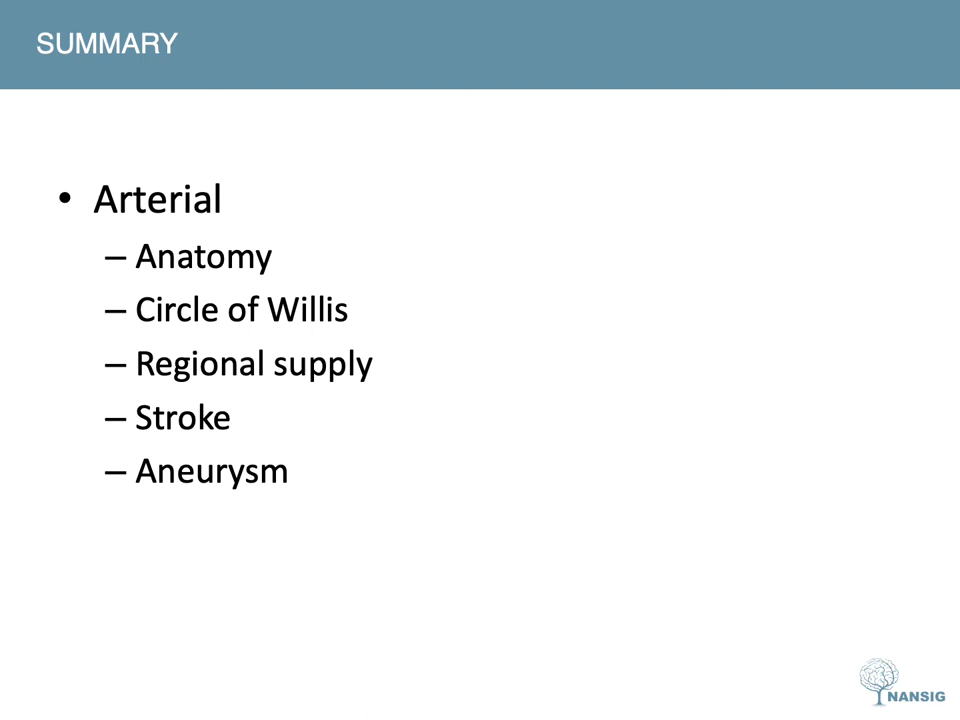 SUMMARY
• Arterial
– Anatomy
– Circle of Willis
– Regional supply
– Stroke
– Aneurysm
NANSIG